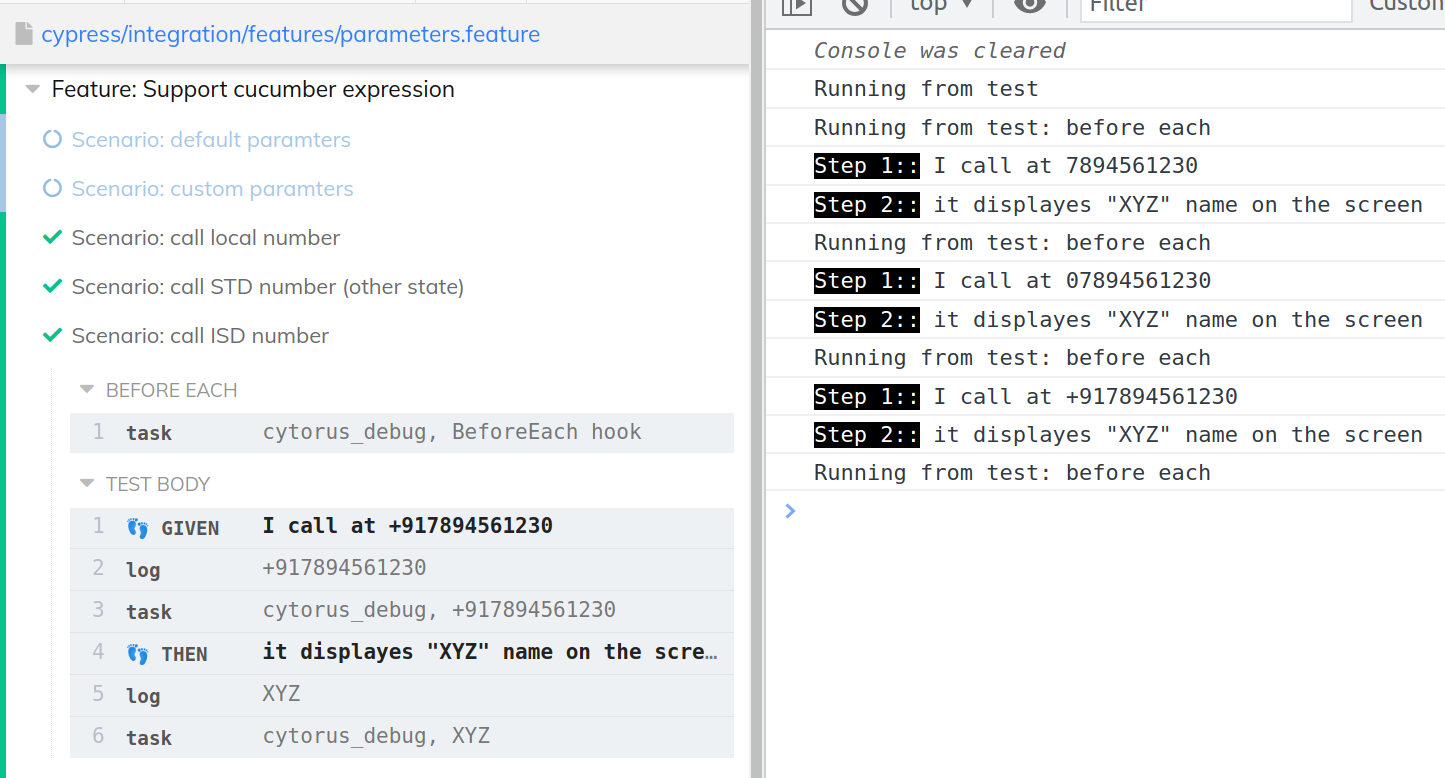 cypress/integration/features/parameters.feature
Feature: Support cucumber expression
Scenario: default paramters
Scenario: custom paramters
Scenario: call local number
Scenario: call STD number (other state)
Scenario: call ISD number
BEFORE EACH
1 task cytorus_debug, BeforeEach hook
TEST BODY
1 GIVEN I call at +917894561230
2 log +917894561230
3 task cytorus_debug, +917894561230
4 THEN it displayes "XYZ" name on the scre…
5 log XYZ
6 task cytorus_debug, XYZ
top Filter Custom
Console was cleared
Running from test
Running from test: before each
Step 1:: I call at 7894561230
Step 2:: it displayes "XYZ" name on the screen
Running from test: before each
Step 1:: I call at 07894561230
Step 2:: it displayes "XYZ" name on the screen
Running from test: before each
Step 1:: I call at +917894561230
Step 2:: it displayes "XYZ" name on the screen
Running from test: before each